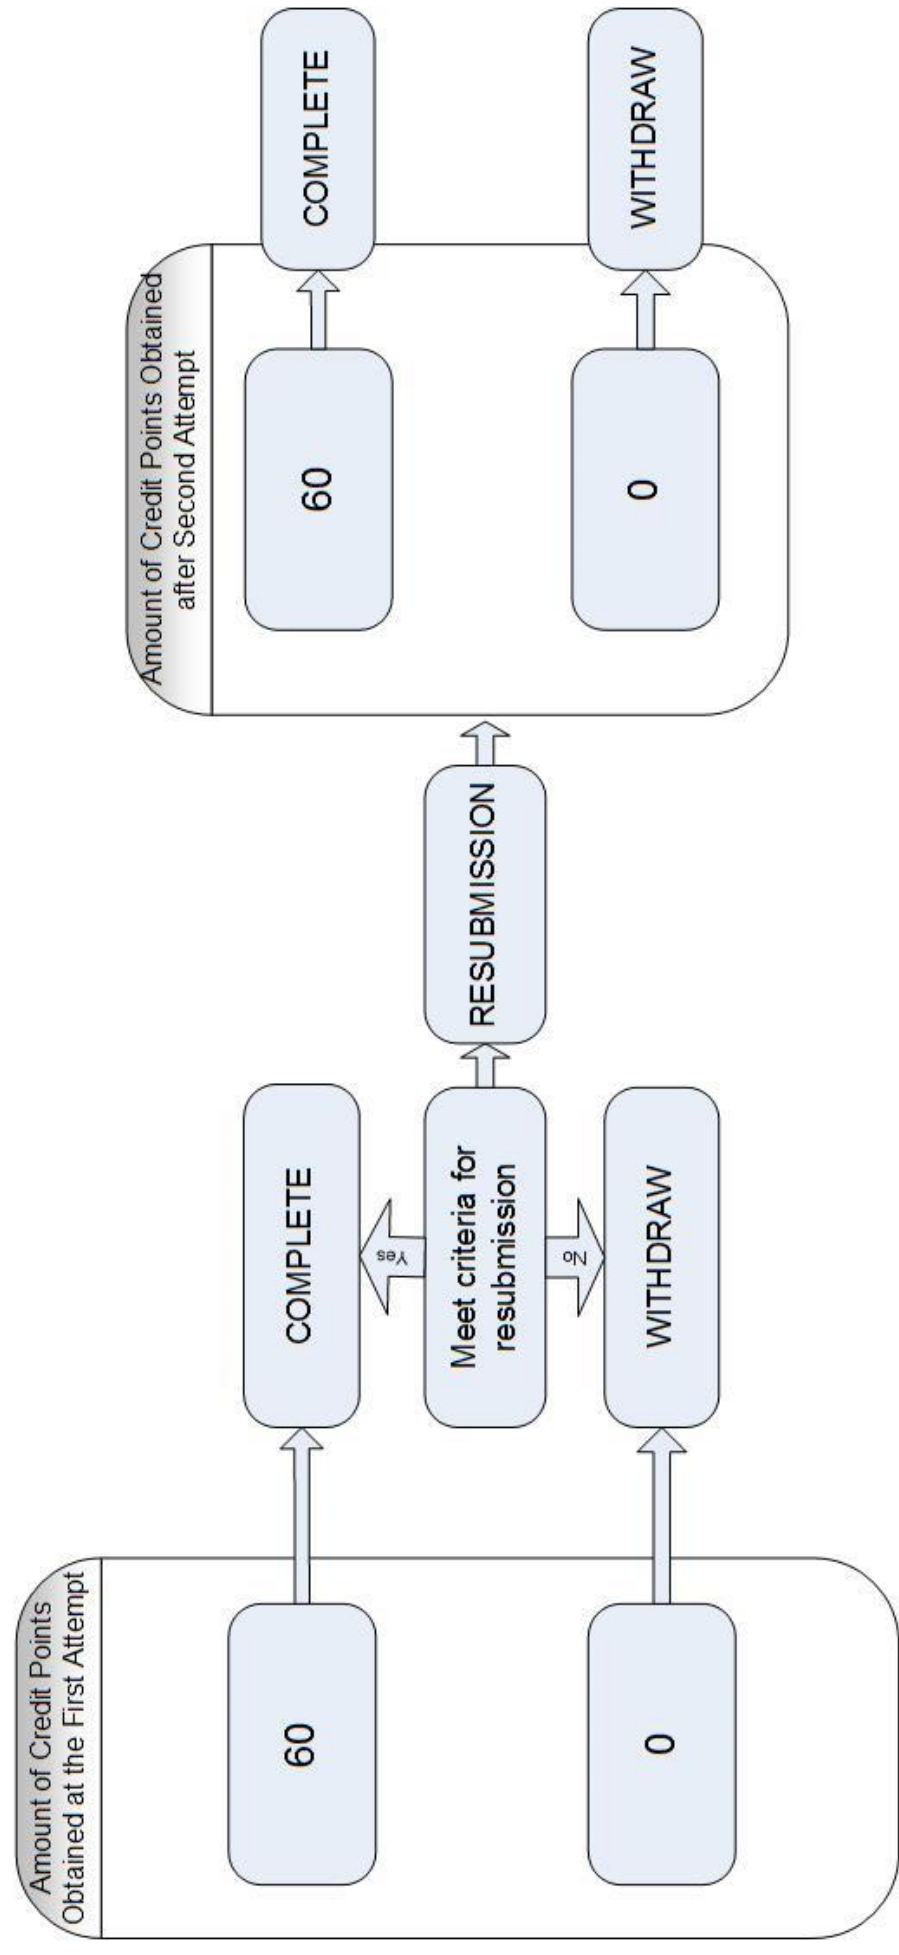 Amount of Credit Points
Obtained at the First Attempt
60
0
COMPLETE
Yes
Meet criteria for
resubmission
No
WITHDRAW
RESUBMISSION
Amount of Credit Points Obtained
after Second Attempt
60
0
COMPLETE
WITHDRAW